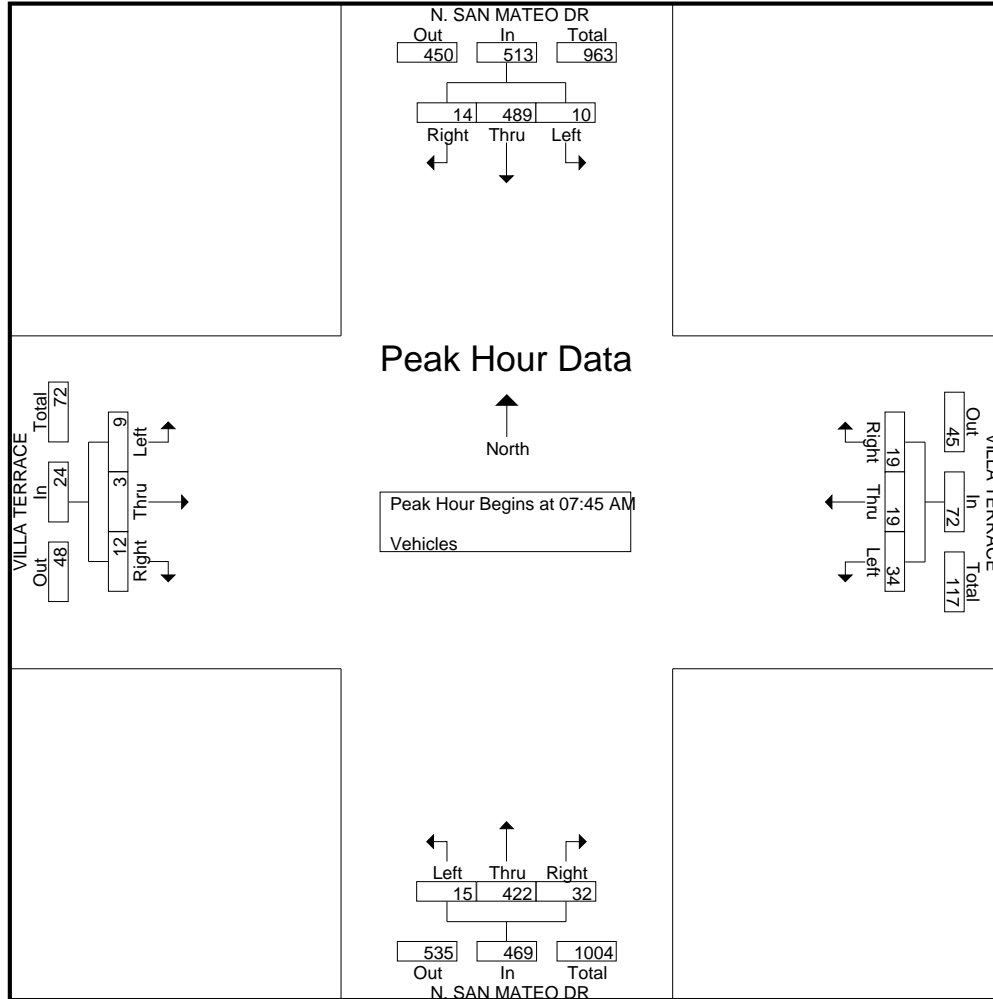 N. SAN MATEO DR
Out In Total
450 513 963
14 489 10
Right Thru Left
Peak Hour Data
North
Peak Hour Begins at 07:45 AM
Vehicles
VILLA TERRACE
Out In Total
48 24 72
9 3 12
Left Thru Right
VILLA TERRACE
Out In Total
45 72 117
19 19 34
Right Thru Left
Left Thru Right
15 422 32
535 469 1004
Out In Total
N. SAN MATEO DR